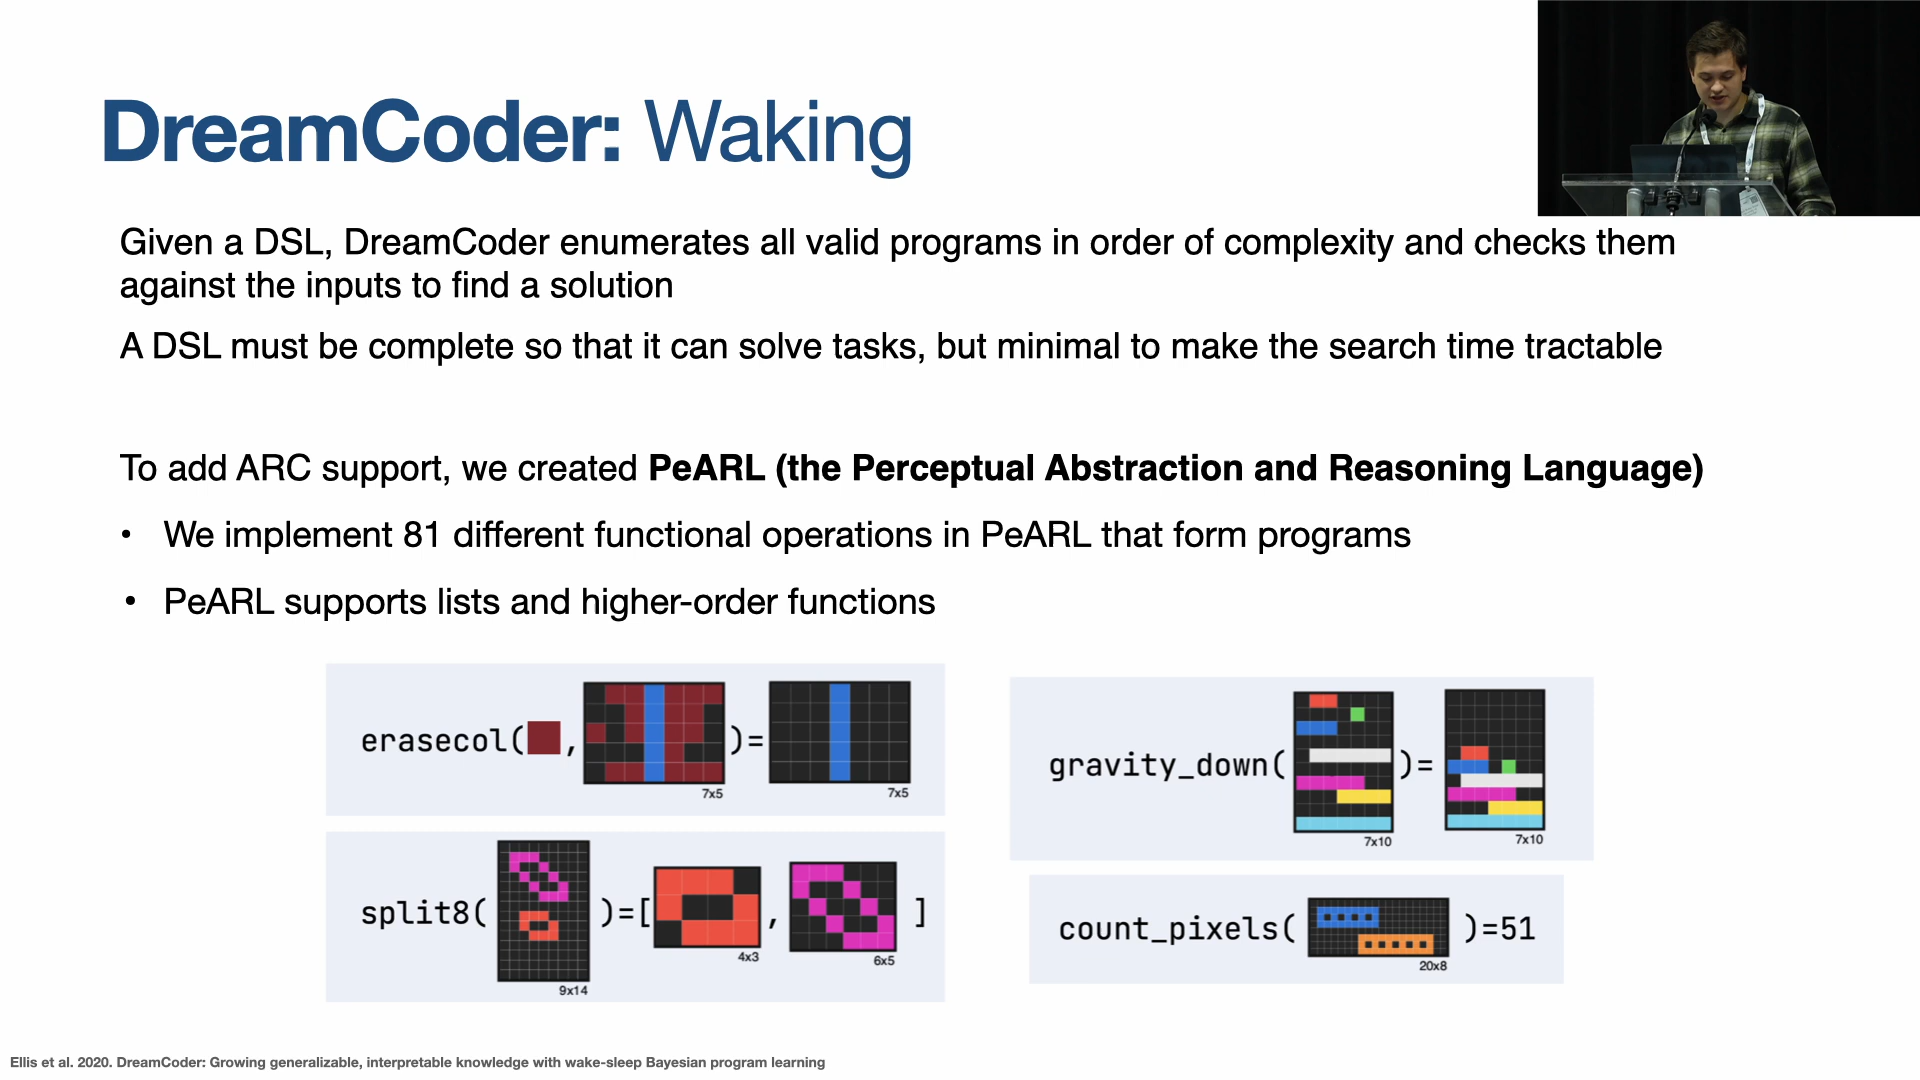 DreamCoder: Waking
Given a DSL, DreamCoder enumerates all valid programs in order of complexity and checks them
against the inputs to find a solution
A DSL must be complete so that it can solve tasks, but minimal to make the search time tractable
To add ARC support, we created PeARL (the Perceptual Abstraction and Reasoning Language)
• We implement 81 different functional operations in PeARL that form programs
• PeARL supports lists and higher-order functions
erasecol( , )=
7x5
7x5
split8( )=[ , ]
9x14
4x3
6x5
gravity_down( )=
7x10
7x10
count_pixels( )=51
20x8
Ellis et al. 2020. DreamCoder: Growing generalizable, interpretable knowledge with wake-sleep Bayesian program learning